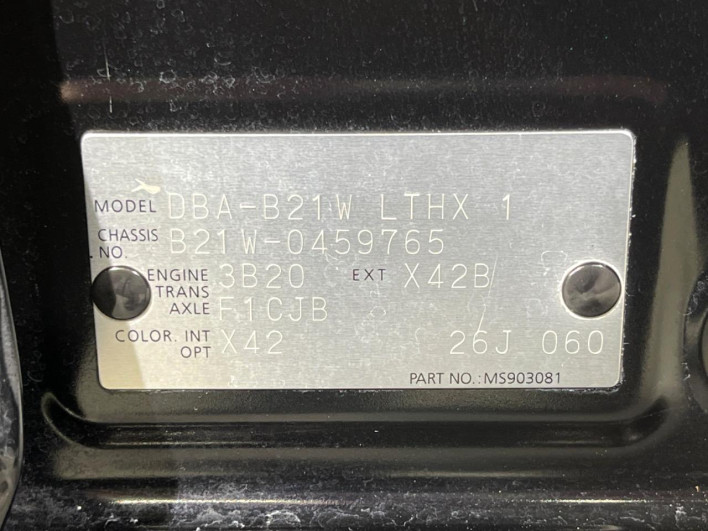 MODEL DBA-B21W LTHX 1
CHASSIS NO. B21W-0459765
ENGINE 3B20 EXT X42B
TRANS AXLE F1CJB
COLOR. INT OPT X42 26J 060
PART NO.: MS903081